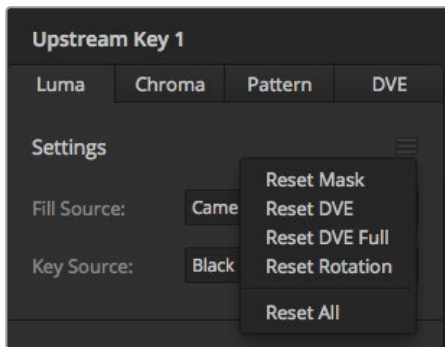 Upstream Key 1
Luma Chroma Pattern DVE
Settings
Reset Mask
Fill Source: Came Reset DVE
Reset DVE Full
Key Source: Black Reset Rotation
Reset All